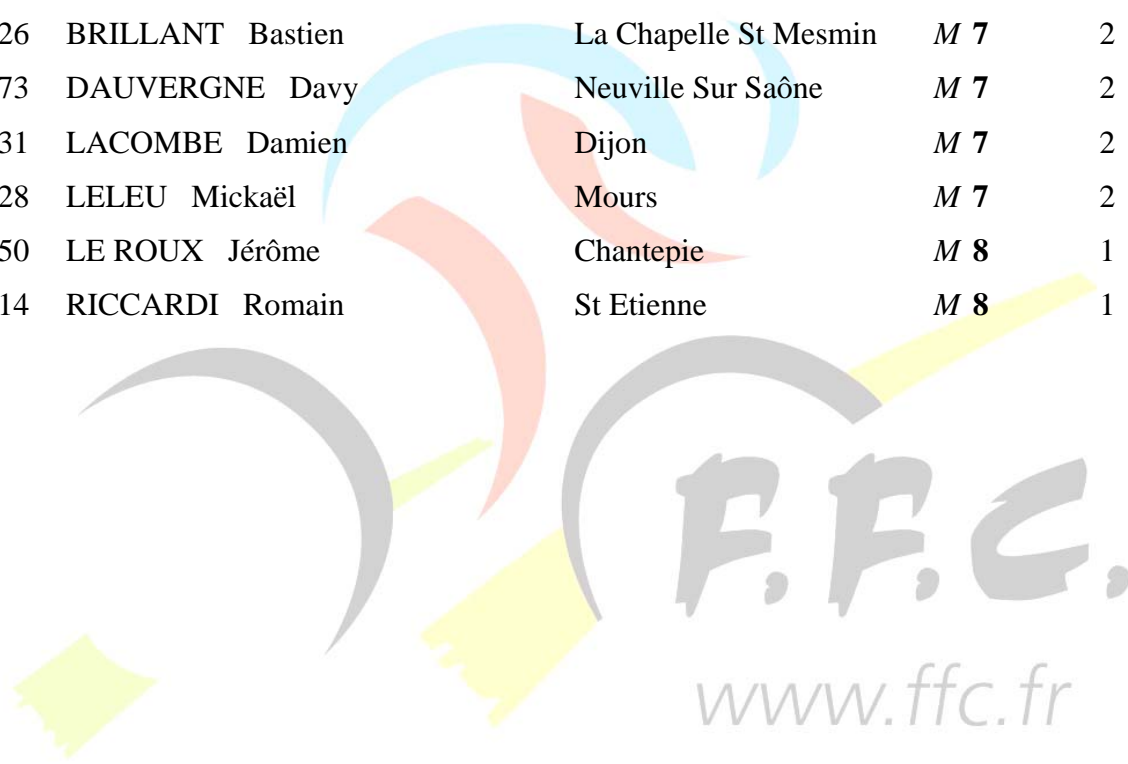 26 BRILLANT Bastien La Chapelle St Mesmin M 7 2
73 DAUVERGNE Davy Neuville Sur Saône M 7 2
31 LACOMBE Damien Dijon M 7 2
28 LELEU Mickaël Mours M 7 2
50 LE ROUX Jérôme Chantepie M 8 1
14 RICCARDI Romain St Etienne M 8 1
F.F.C.
www.ffc.fr